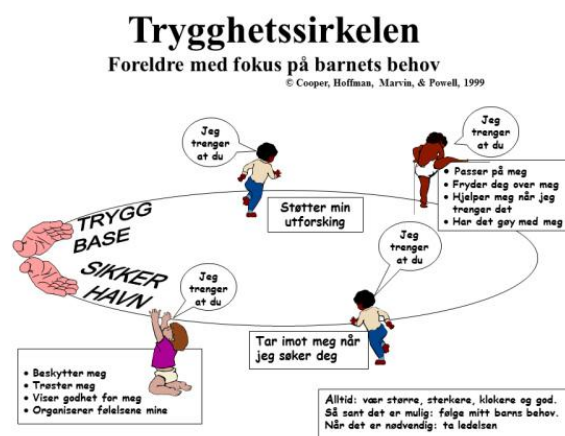 Trygghetssirkelen
Foreldre med fokus på barnets behov
© Cooper, Hoffman, Marvin, & Powell, 1999
Jeg
trenger
at du
Støtter min
utforsking
Jeg
trenger
at du
• Passer på meg
• Fryder deg over meg
• Hjelper meg når jeg
trenger det
• Har det gøy med meg
TRYGG
BASE
SIKKER
HAVN
Jeg
trenger
at du
Tar imot meg når
jeg søker deg
Jeg
trenger
at du
• Beskytter meg
• Trøster meg
• Viser godhet for meg
• Organiserer følelsene mine
Alltid: vær større, sterkere, klokere og god.
Så sant det er mulig: følge mitt barns behov.
Når det er nødvendig: ta ledelsen